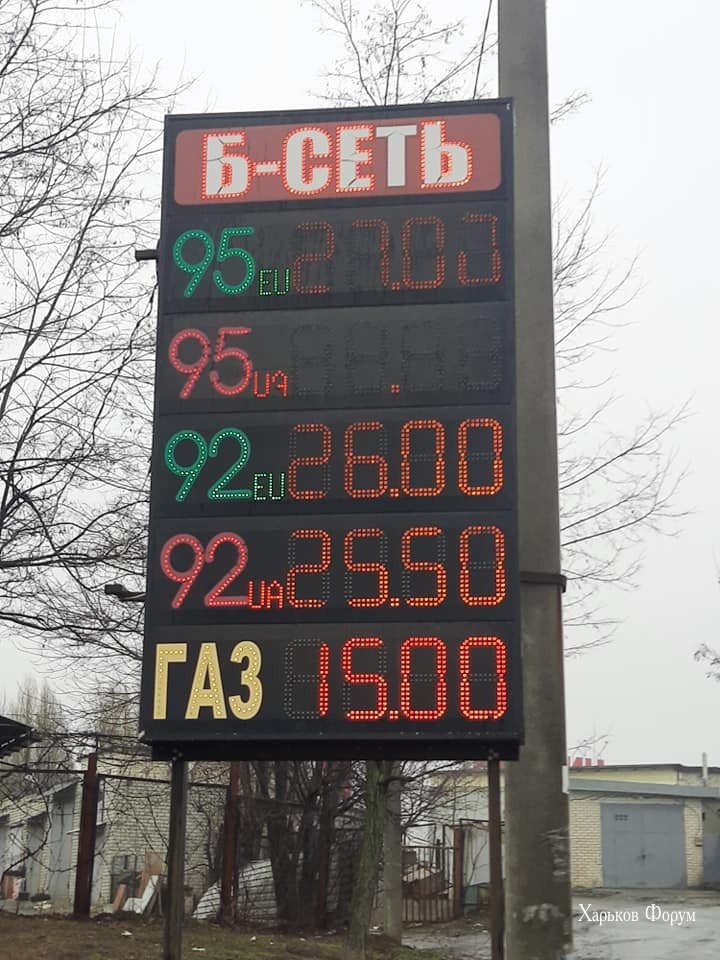 Б-СЕТЬ
95 EU
95 UA
92 EU 26.00
92 UA 25.50
ГАЗ 15.00
Харьков Форум